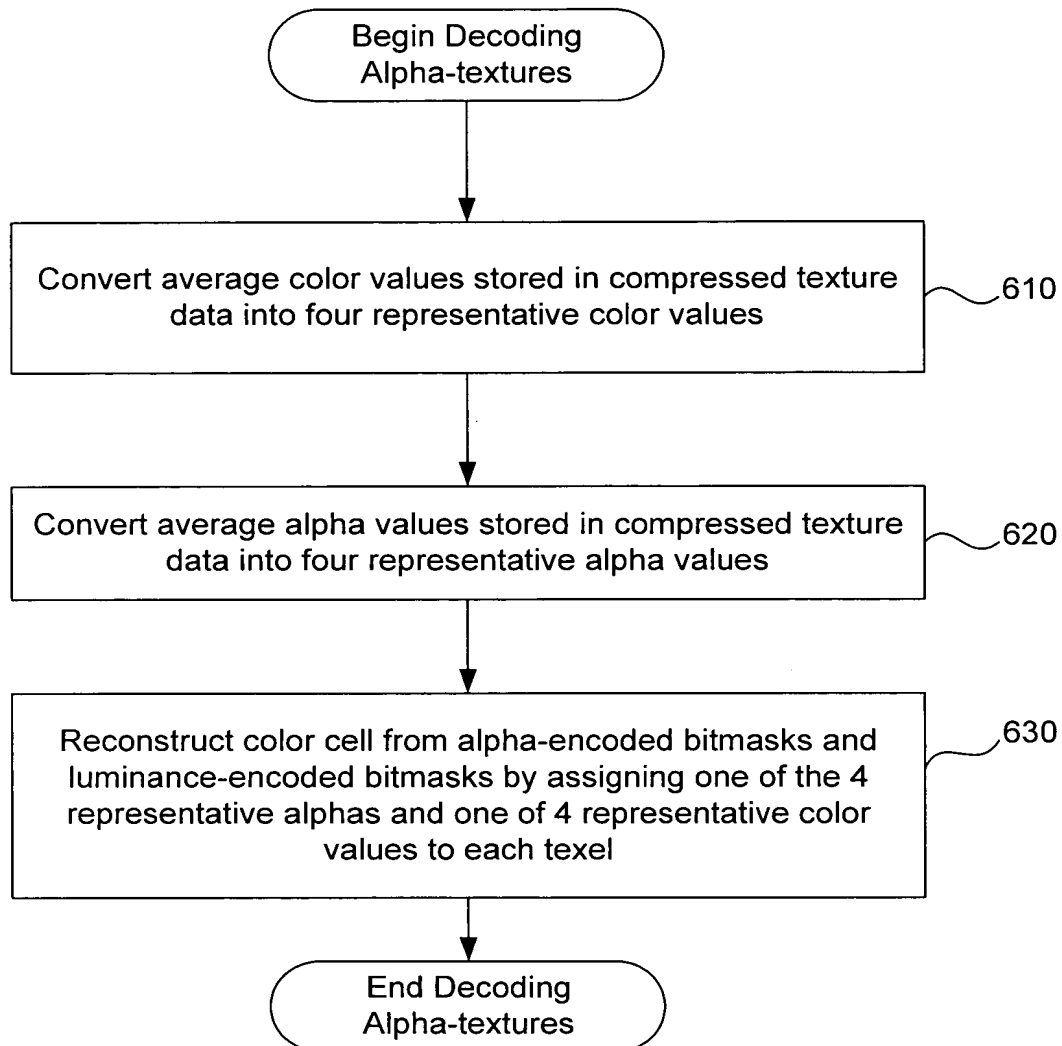 Begin Decoding
Alpha-textures
Convert average color values stored in compressed texture
data into four representative color values
610
Convert average alpha values stored in compressed texture
data into four representative alpha values
620
Reconstruct color cell from alpha-encoded bitmasks and
luminance-encoded bitmasks by assigning one of the 4
representative alphas and one of 4 representative color
values to each texel
630
End Decoding
Alpha-textures